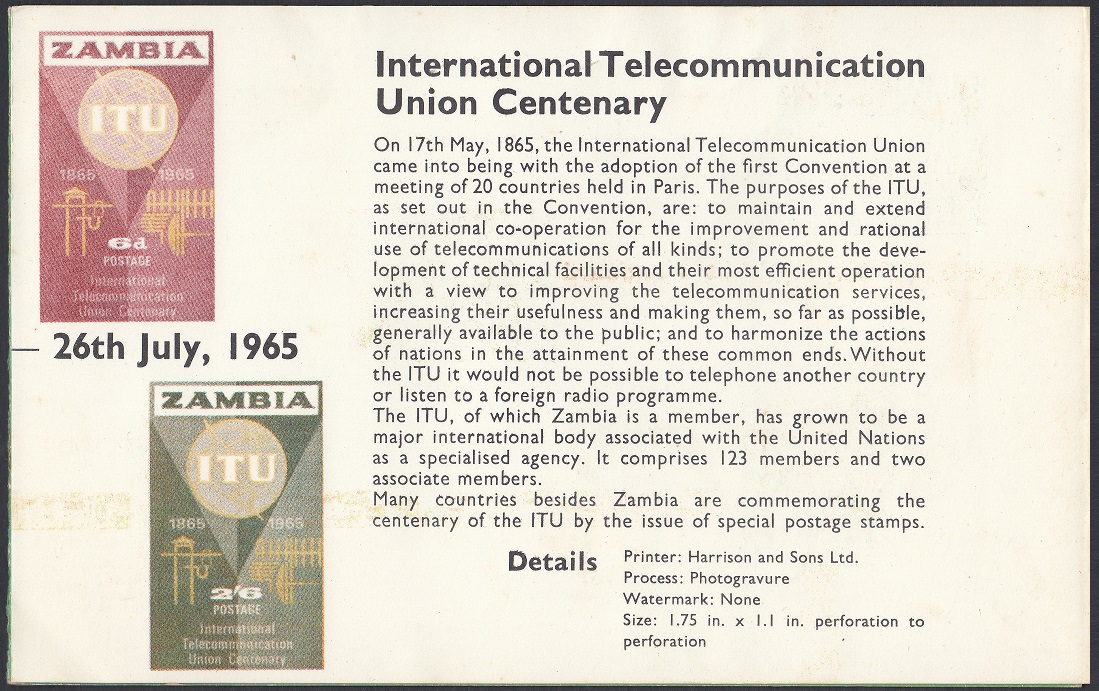 ZAMBIA
ITU
1865 1965
6d
POSTAGE
International
Telecommunication
Union Centenary
— 26th July, 1965
ZAMBIA
ITU
1865 1965
2/6
POSTAGE
International
Telecommunication
Union Centenary
International Telecommunication
Union Centenary
On 17th May, 1865, the International Telecommunication Union
came into being with the adoption of the first Convention at a
meeting of 20 countries held in Paris. The purposes of the ITU,
as set out in the Convention, are: to maintain and extend
international co-operation for the improvement and rational
use of telecommunications of all kinds; to promote the deve-
lopment of technical facilities and their most efficient operation
with a view to improving the telecommunication services,
increasing their usefulness and making them, so far as possible,
generally available to the public; and to harmonize the actions
of nations in the attainment of these common ends. Without
the ITU it would not be possible to telephone another country
or listen to a foreign radio programme.
The ITU, of which Zambia is a member, has grown to be a
major international body associated with the United Nations
as a specialised agency. It comprises 123 members and two
associate members.
Many countries besides Zambia are commemorating the
centenary of the ITU by the issue of special postage stamps.
Details
Printer: Harrison and Sons Ltd.
Process: Photogravure
Watermark: None
Size: 1.75 in. x 1.1 in. perforation to
perforation